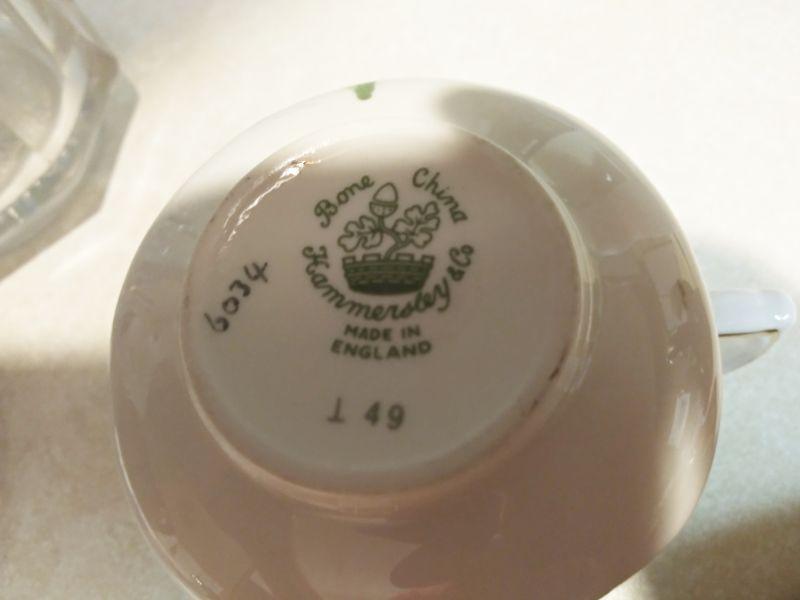 Bone China
Hammersley & Co
MADE IN
ENGLAND
6034
⊥ 49